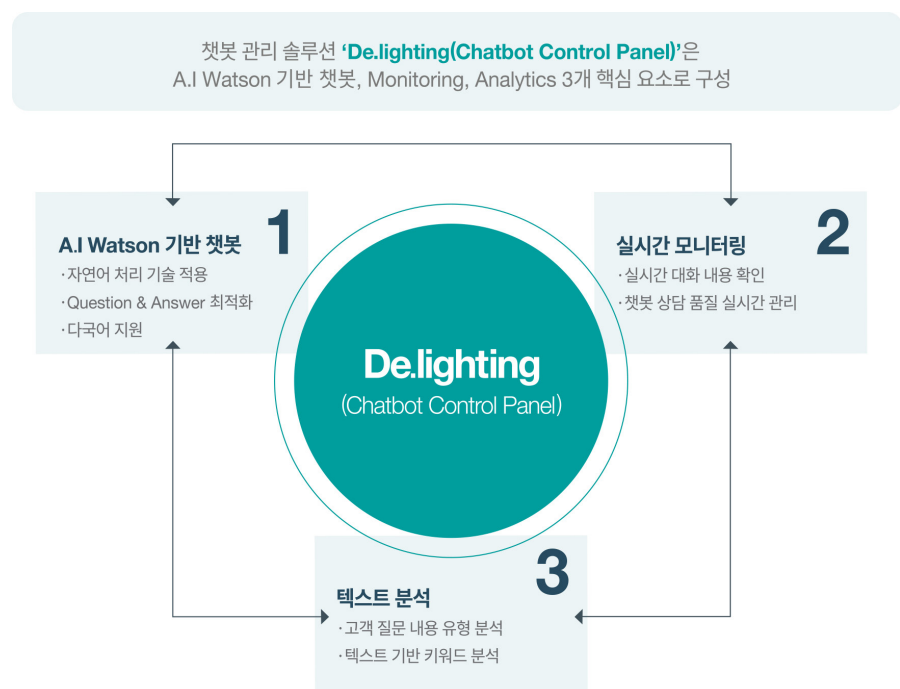 챗봇 관리 솔루션 ‘De.lighting(Chatbot Control Panel)’은
A.I Watson 기반 챗봇, Monitoring, Analytics 3개 핵심 요소로 구성
1
A.I Watson 기반 챗봇
·자연어 처리 기술 적용
·Question & Answer 최적화
·다국어 지원
2
실시간 모니터링
·실시간 대화 내용 확인
·챗봇 상담 품질 실시간 관리
De.lighting
(Chatbot Control Panel)
3
텍스트 분석
·고객 질문 내용 유형 분석
·텍스트 기반 키워드 분석